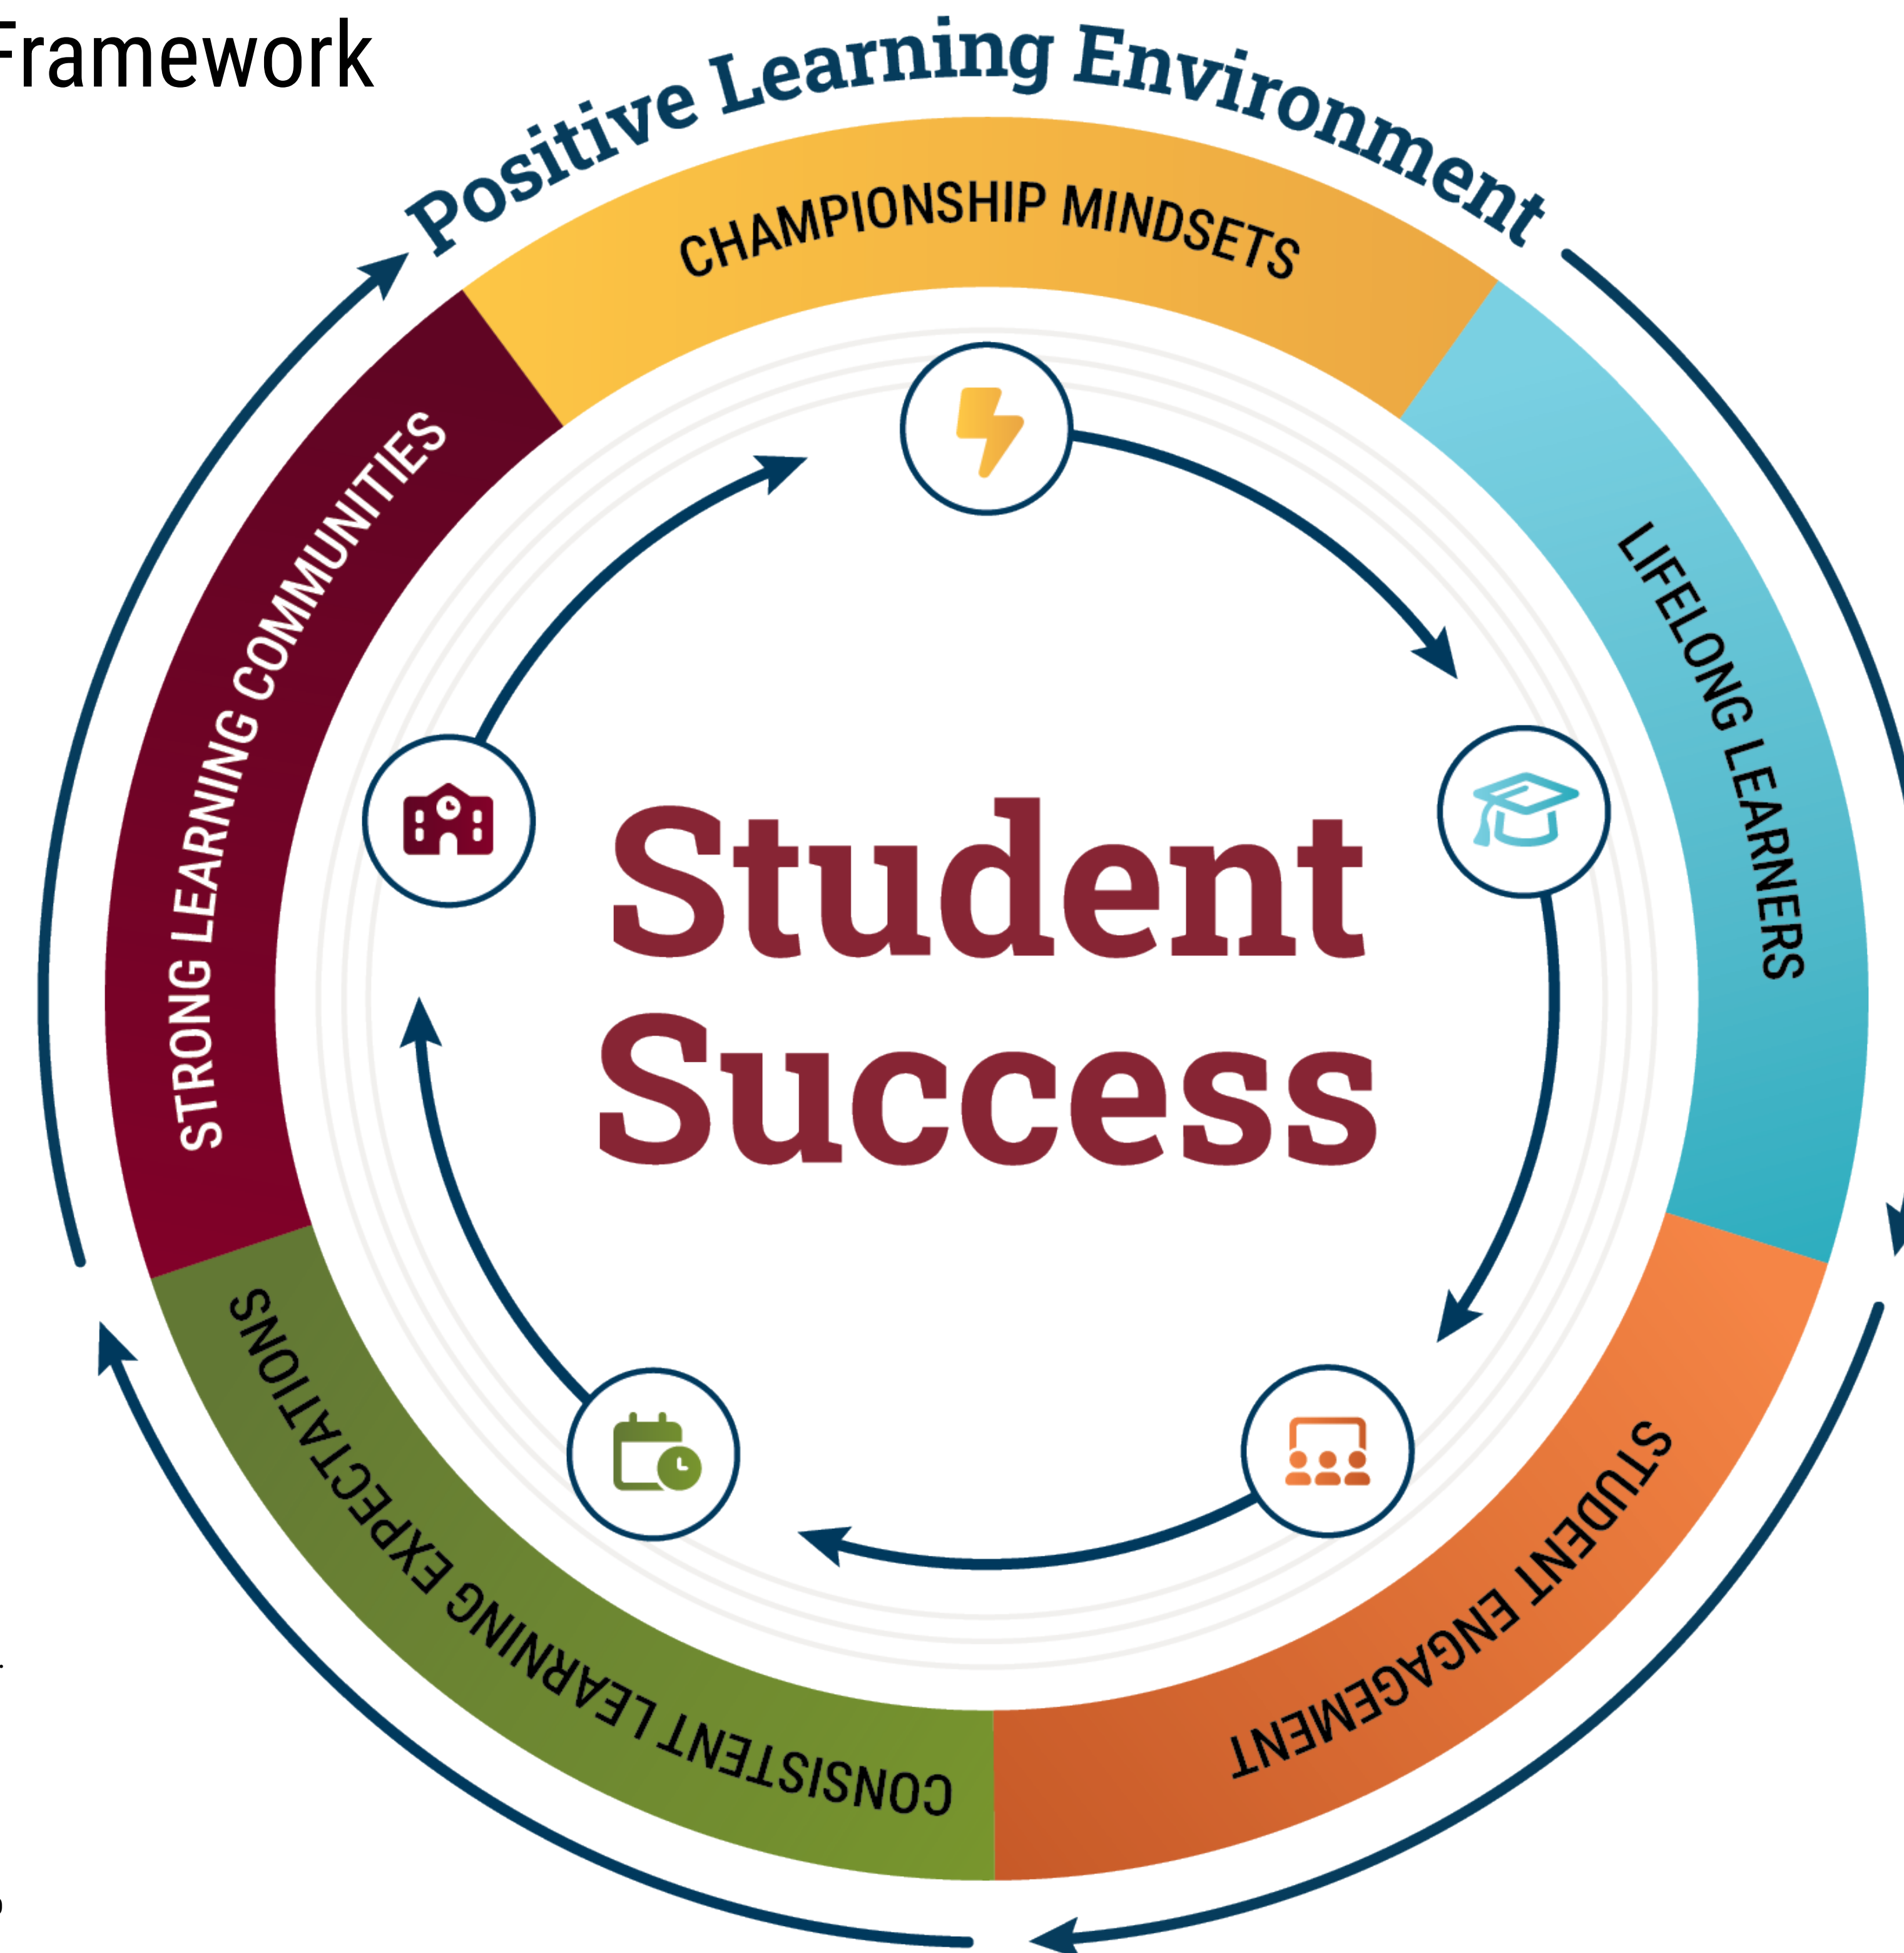 Framework
Positive Learning Environment
CHAMPIONSHIP MINDSETS
LIFELONG LEARNERS
STUDENT ENGAGEMENT
CONSISTENT LEARNING EXPECTATIONS
STRONG LEARNING COMMUNITIES
Student
Success